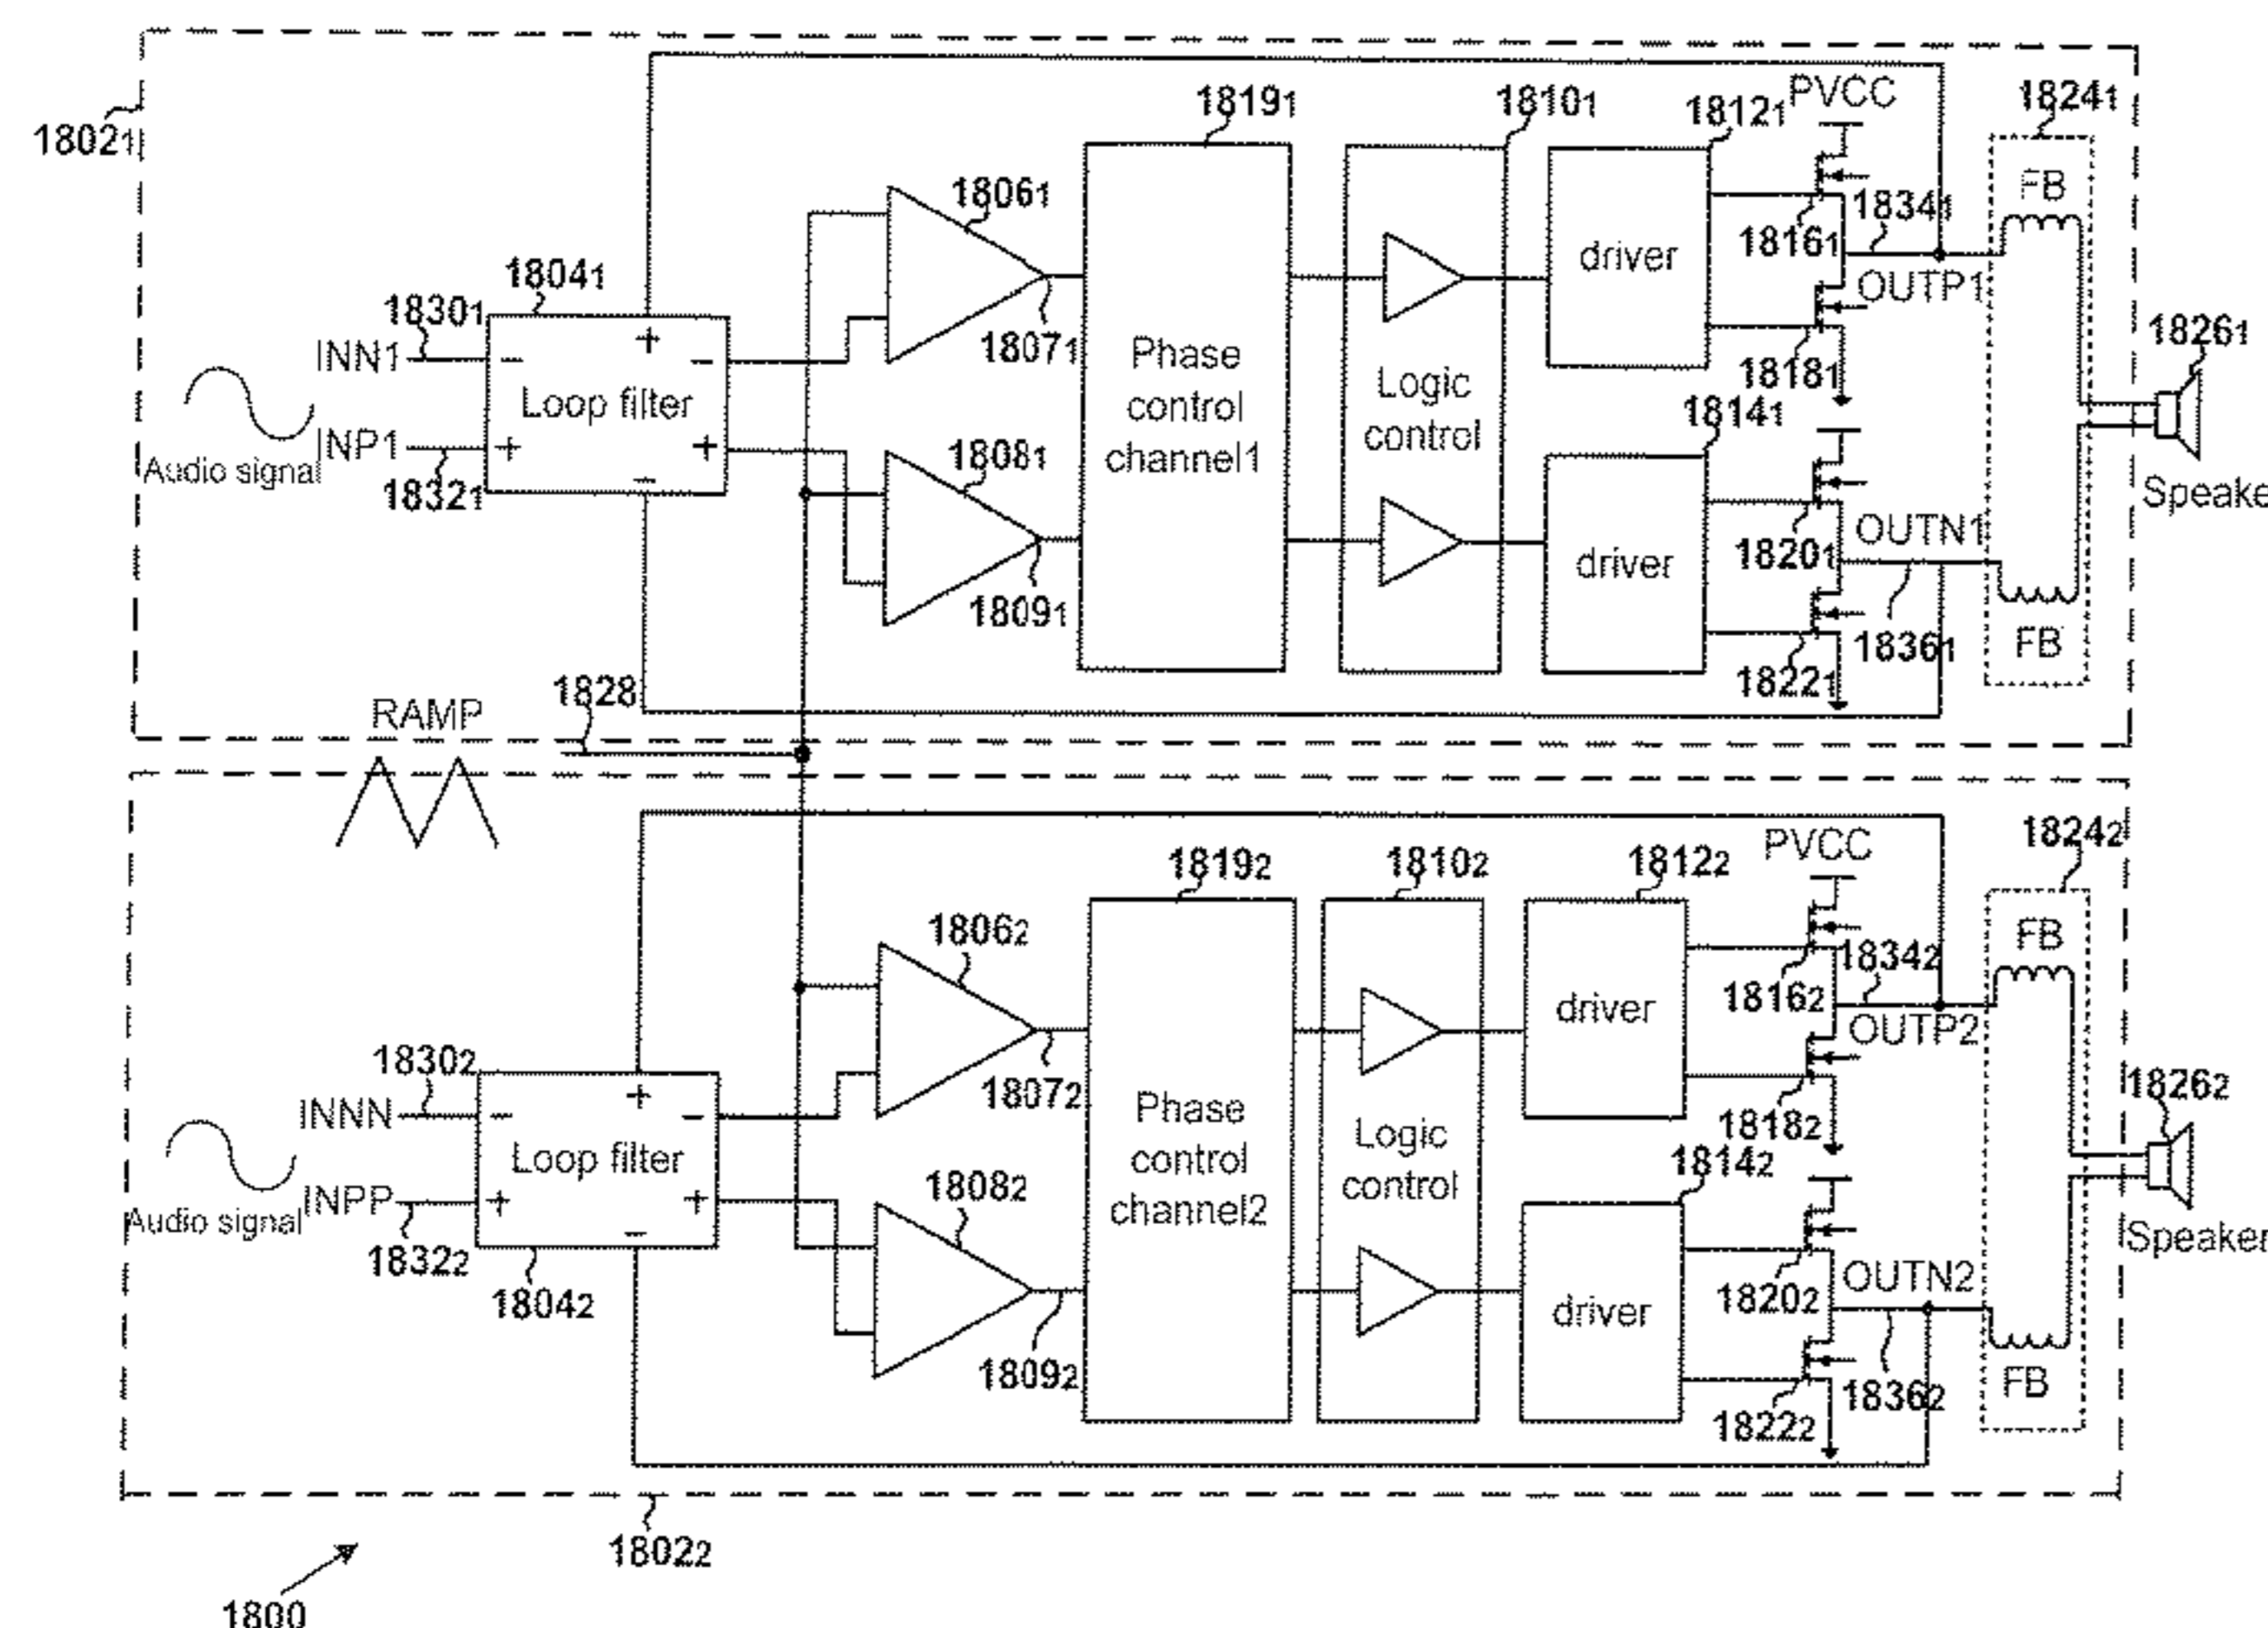 1802₁
1819₁
1810₁
1812₁
PVCC
1824₁
FB
1806₁
driver
1834₁
1816₁
OUTP1
1804₁
1830₁
INN1
1807₁
Phase
control
channel1
Logic
control
1818₁
1826₁
Speake
Loop filter
+
−
−
+
+
−
INP1
Audio signal
1832₁
1808₁
1814₁
1809₁
driver
1820₁
OUTN1
1836₁
FB
1822₁
RAMP
1828
1819₂
1810₂
1812₂
PVCC
1824₂
FB
1806₂
driver
1834₂
1816₂
OUTP2
1830₂
INNN
1807₂
Phase
control
channel2
Logic
control
1818₂
1826₂
Speaker
Loop filter
+
−
−
+
+
−
INPP
Audio signal
1832₂
1804₂
1808₂
1814₂
1809₂
driver
1820₂
OUTN2
1836₂
FB
1822₂
1802₂
1800